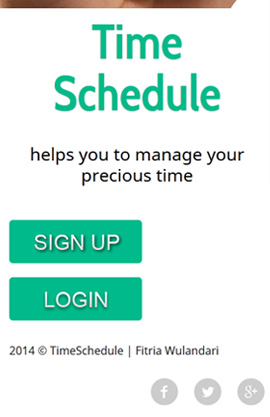 Time
Schedule
helps you to manage your
precious time
SIGN UP
LOGIN
2014 © TimeSchedule | Fitria Wulandari
f
g+